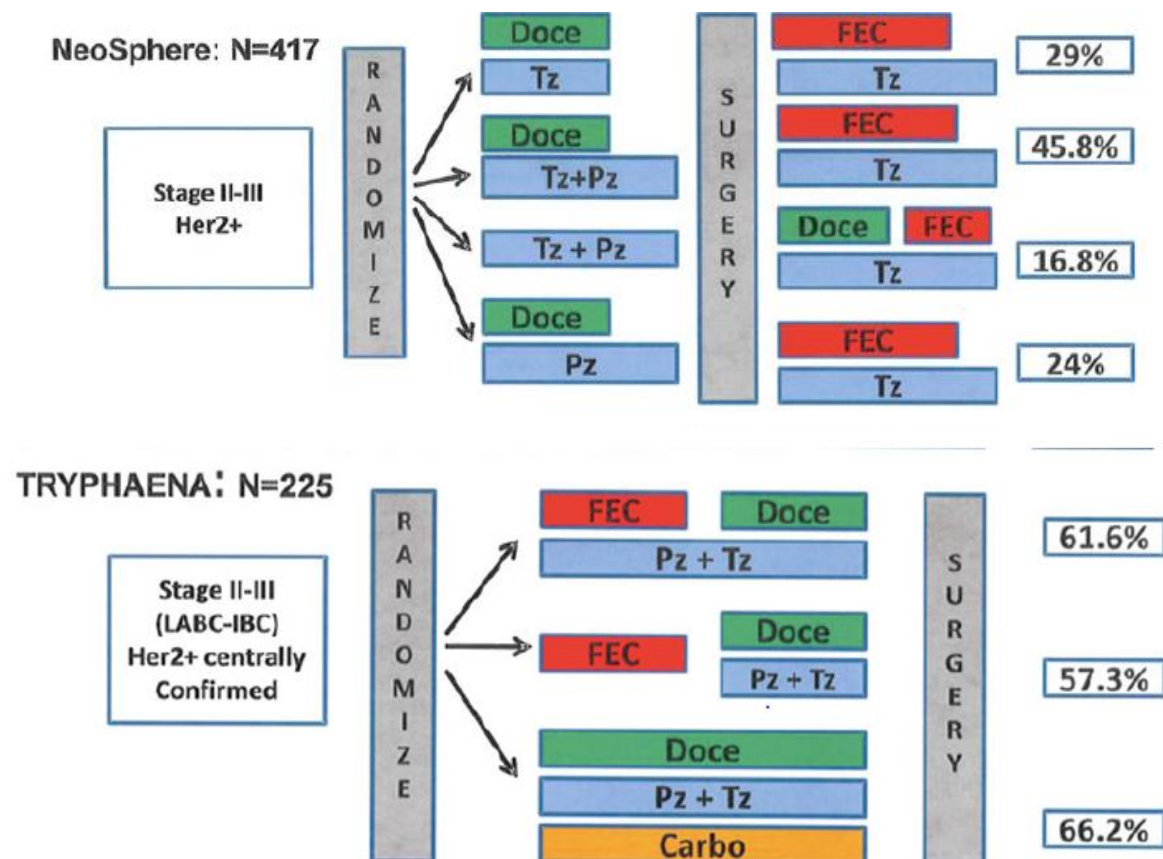 NeoSphere: N=417
Stage II-III
Her2+
RANDOMIZE
Doce
Tz
Doce
Tz+Pz
Tz + Pz
Doce
Pz
SURGERY
FEC
Tz
FEC
Tz
Doce FEC
Tz
FEC
Tz
29%
45.8%
16.8%
24%
TRYPHAENA: N=225
Stage II-III
(LABC-IBC)
Her2+ centrally
Confirmed
RANDOMIZE
FEC Doce
Pz + Tz
FEC Doce
Pz + Tz
Doce
Pz + Tz
Carbo
SURGERY
61.6%
57.3%
66.2%